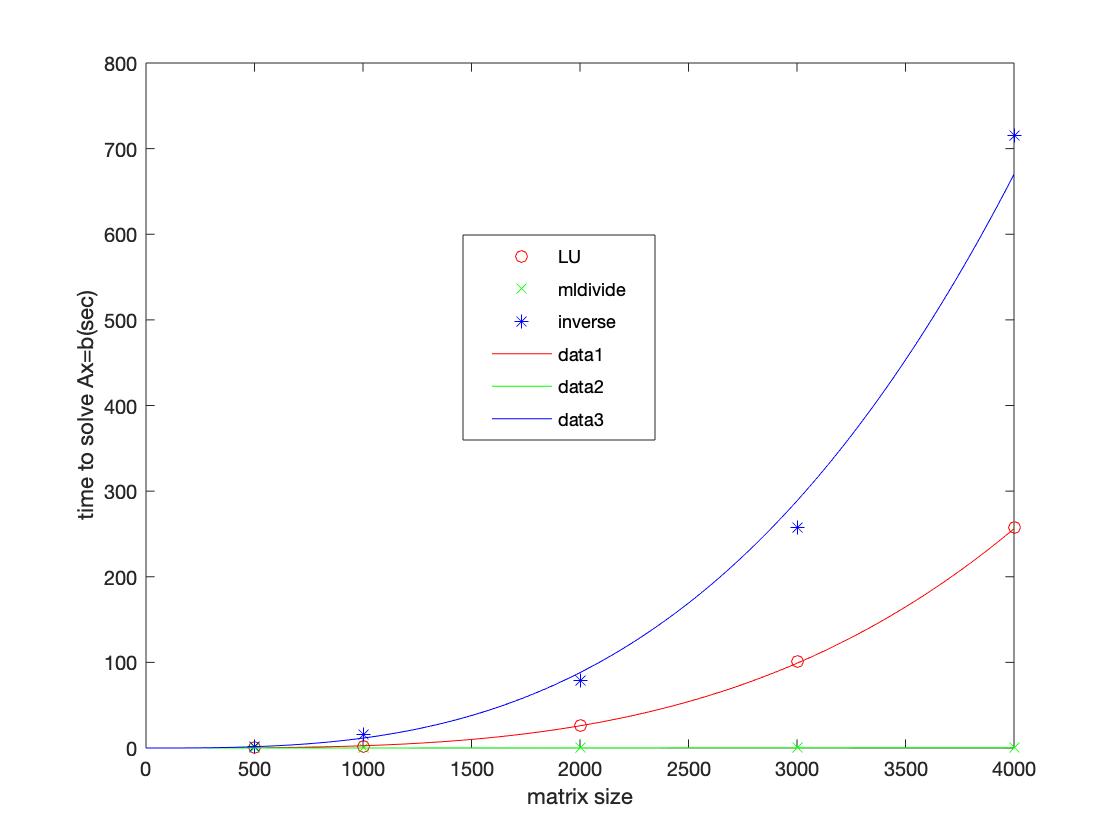 800
700
600
500
400
300
200
100
0
time to solve Ax=b(sec)
LU
mldivide
inverse
data1
data2
data3
0 500 1000 1500 2000 2500 3000 3500 4000
matrix size